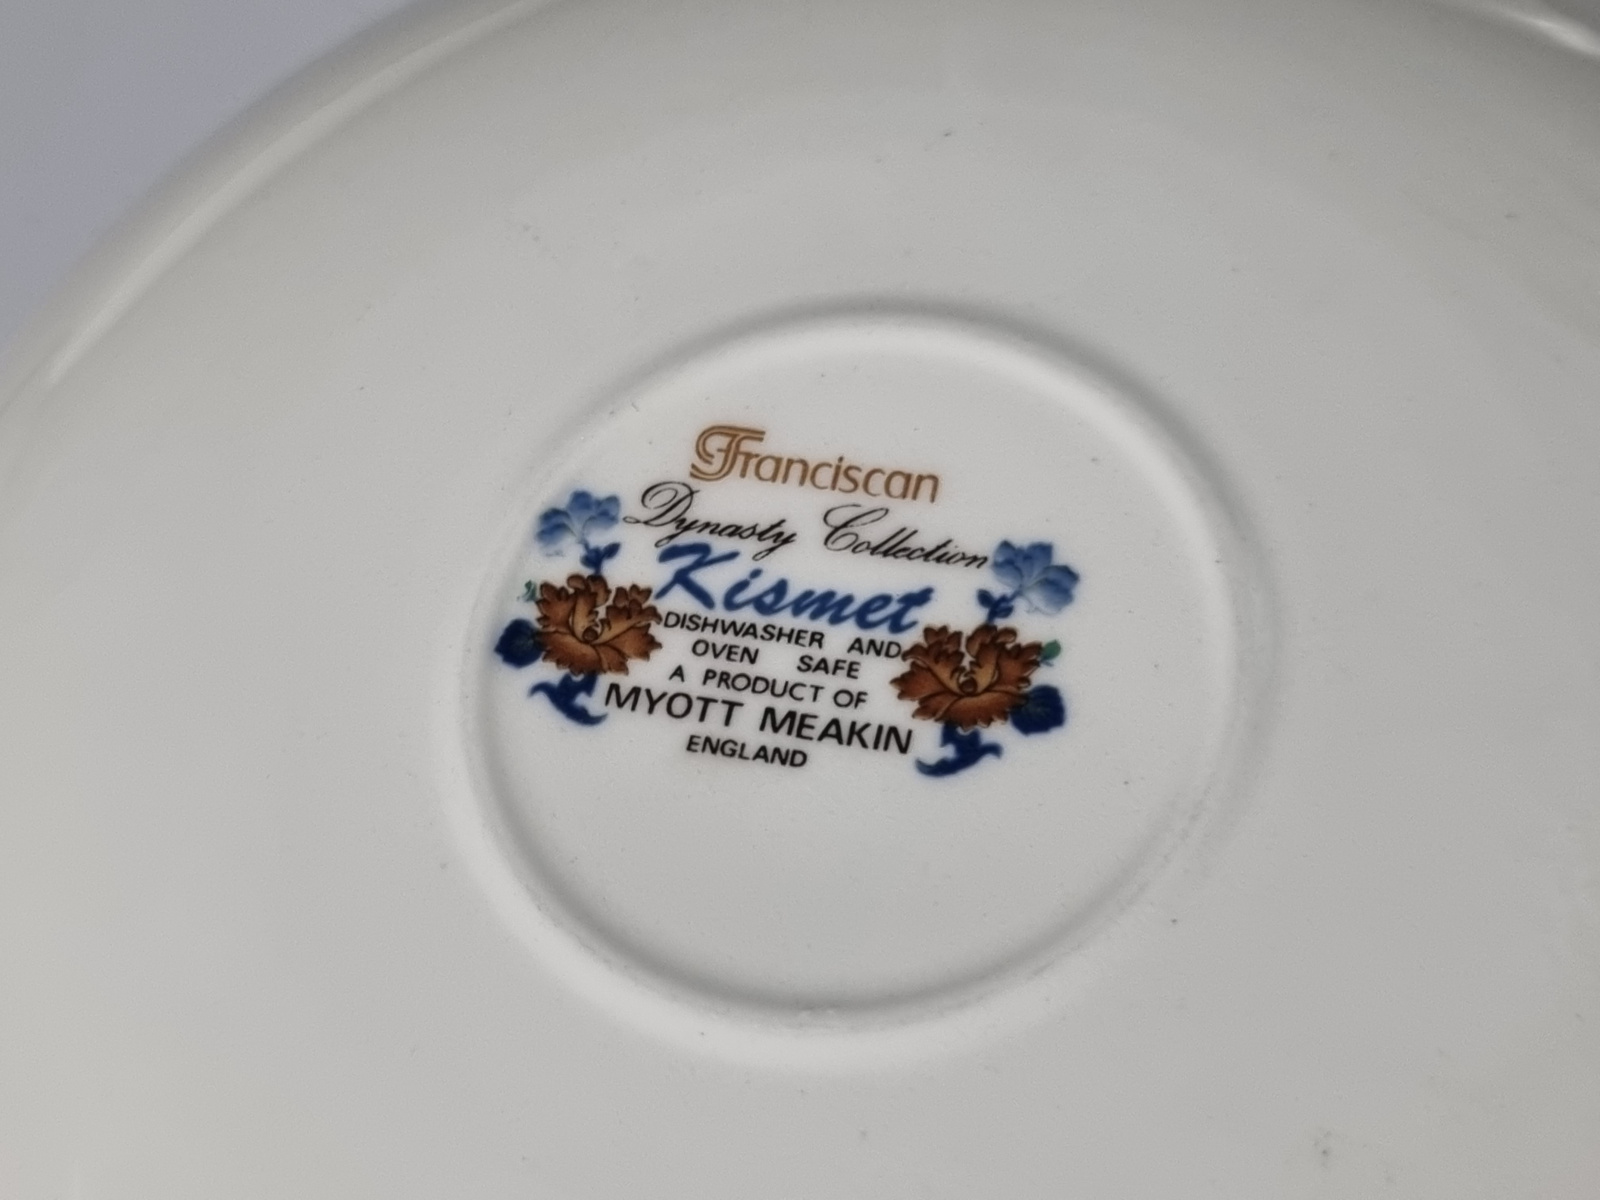 Franciscan
Dynasty Collection
Kismet
DISHWASHER AND
OVEN SAFE
A PRODUCT OF
MYOTT MEAKIN
ENGLAND